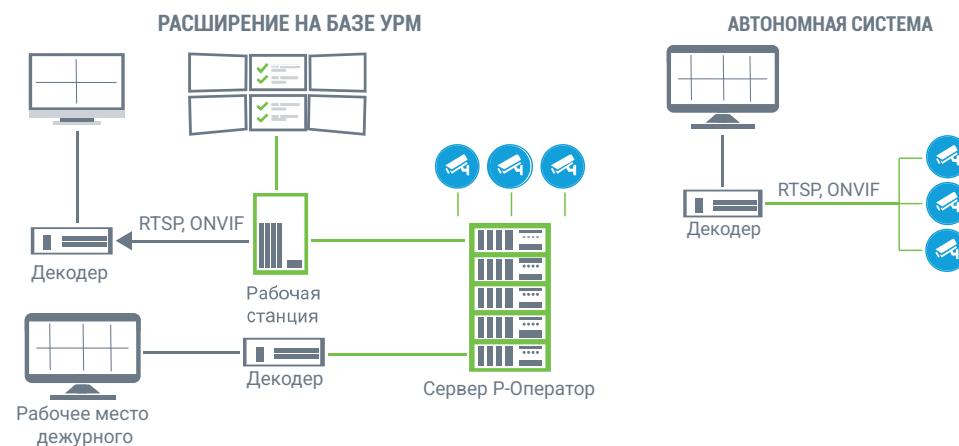 РАСШИРЕНИЕ НА БАЗЕ УРМ
АВТОНОМНАЯ СИСТЕМА
RTSP, ONVIF
Декодер
Рабочая
станция
Декодер
Рабочее место
дежурного
Сервер Р-Оператор
RTSP, ONVIF
Декодер